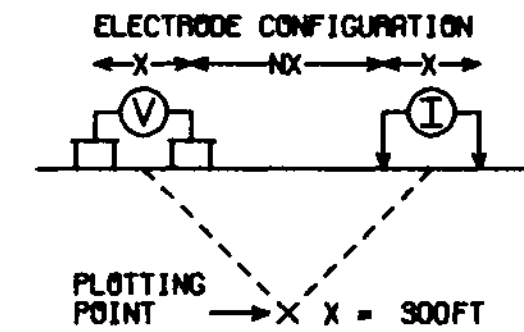 ELECTRODE CONFIGURATION
X NX X
V I
PLOTTING
POINT X X = 300FT